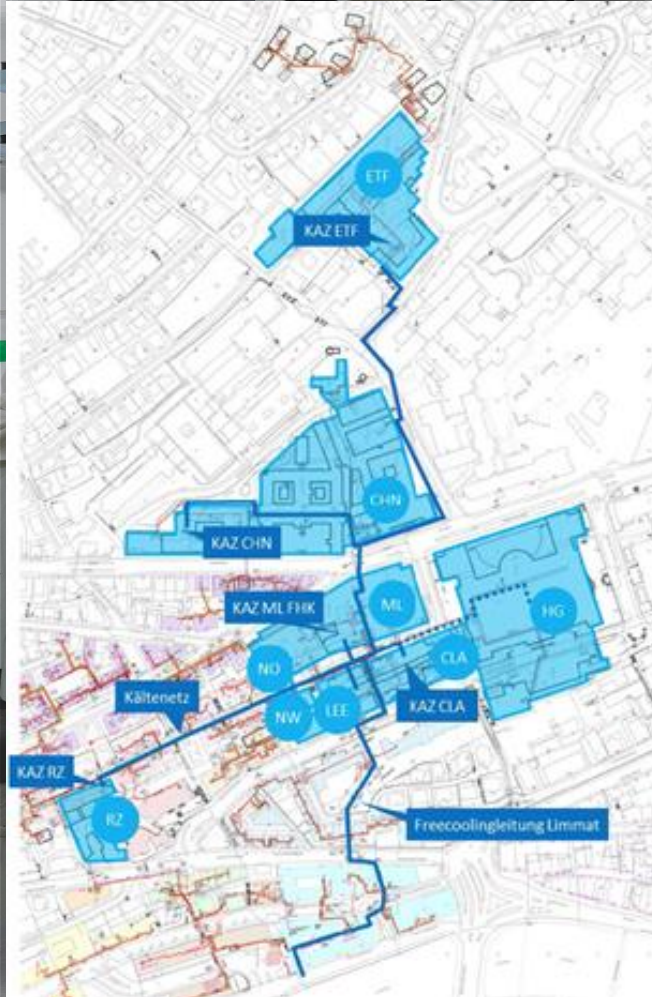 ETF
KAZ ETF
CHN
KAZ CHN
KAZ ML FHK
ML
HG
NO
CLA
Kältenetz
NW
LEE
KAZ CLA
KAZ RZ
RZ
Freecoolingleitung Limmat